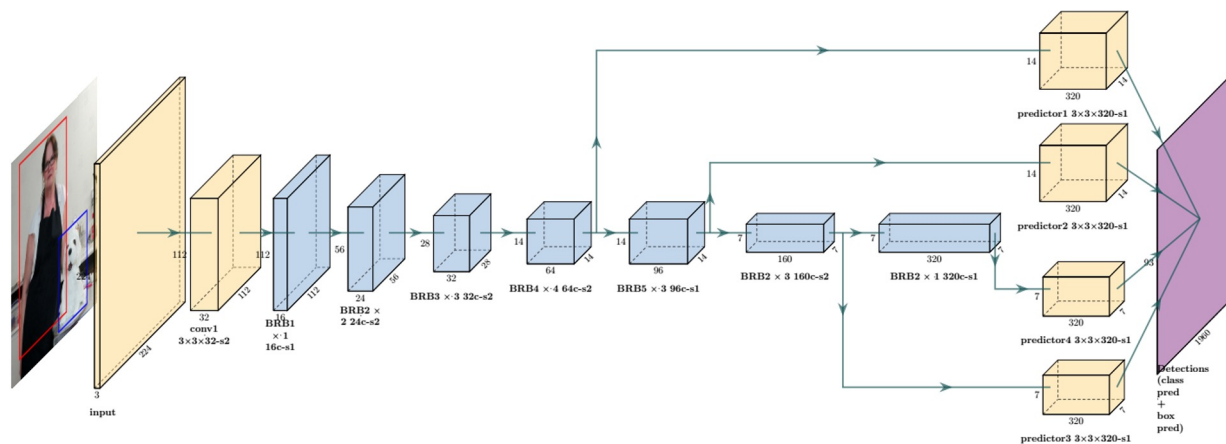 3
224
224
input
112
112
32
conv1
3×3×32-s2
112
112
16
BRB1
×·1
16c-s1
56
56
24
BRB2 ×
2 24c-s2
28
28
32
BRB3 × 3 32c-s2
14
14
64
BRB4 × 4 64c-s2
14
14
96
BRB5 × 3 96c-s1
7
7
160
BRB2 × 3 160c-s2
7
7
320
BRB2 × 1 320c-s1
14
14
320
predictor1 3×3×320-s1
14
14
320
predictor2 3×3×320-s1
7
7
320
predictor4 3×3×320-s1
7
7
320
predictor3 3×3×320-s1
93
1960
Detections
(class
pred
+
box
pred)